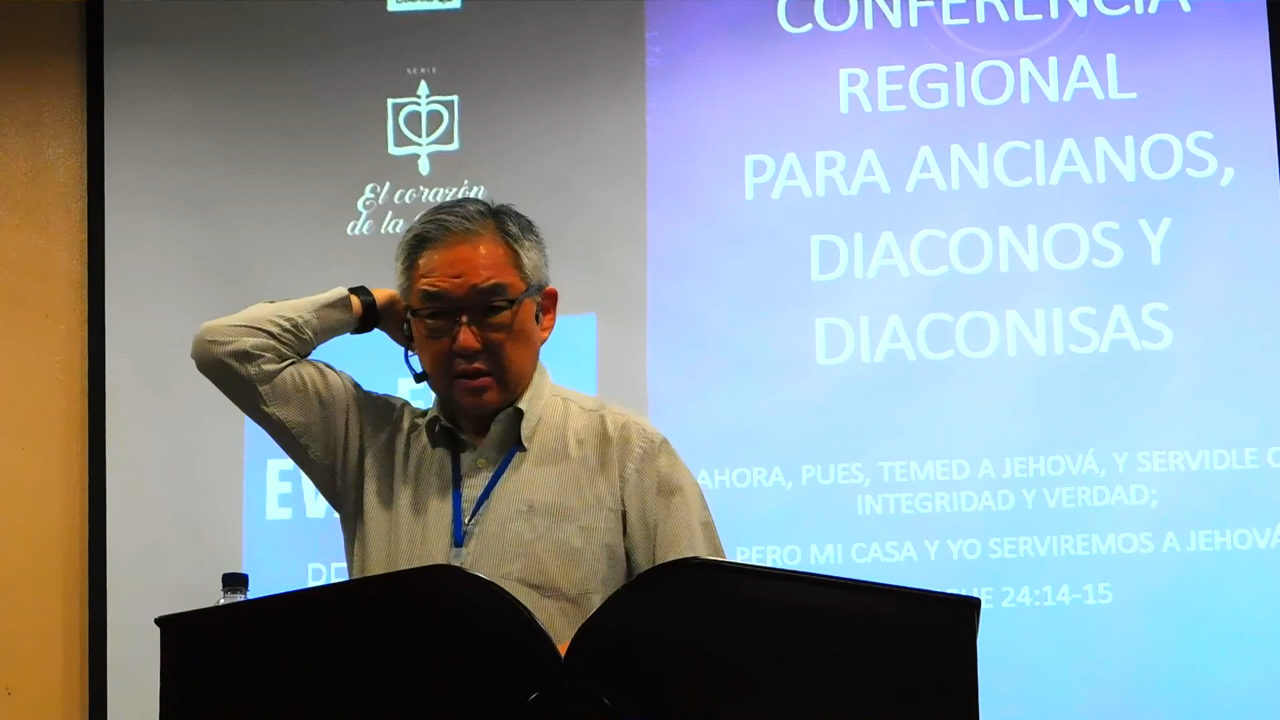 SERIE
El corazón
de la
CONFERENCIA
REGIONAL
PARA ANCIANOS,
DIACONOS Y
DIACONISAS
AHORA, PUES, TEMED A JEHOVÁ, Y SERVIDLE
INTEGRIDAD Y VERDAD;
PERO MI CASA Y YO SERVIREMOS A JEHOVÁ
24:14-15